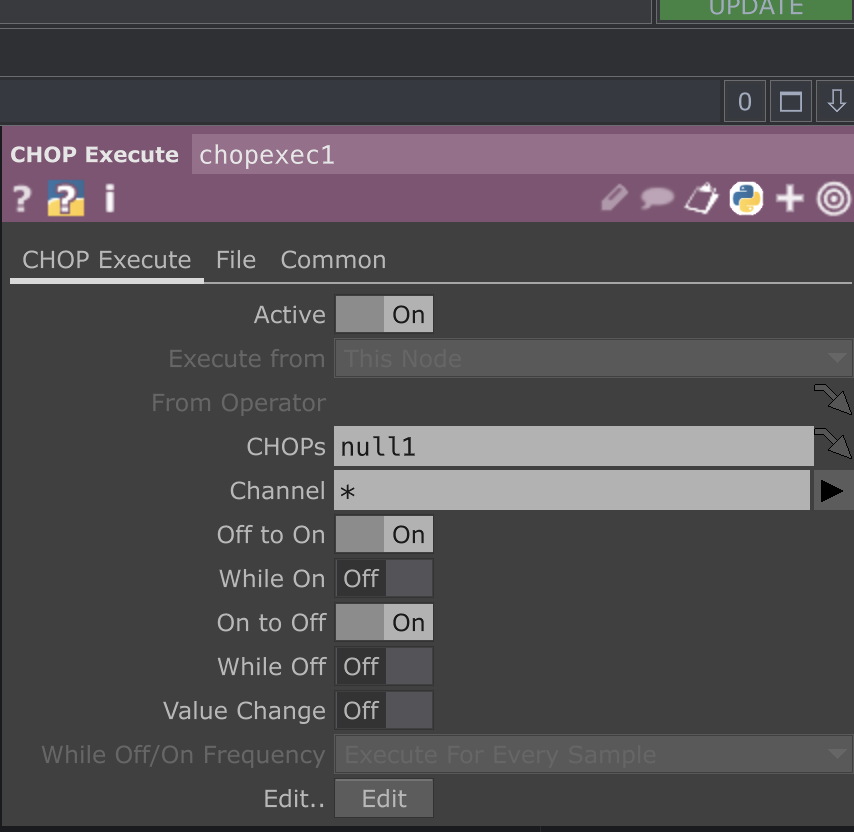 UPDATE
0
CHOP Execute chopexec1
? ? i
CHOP Execute File Common
Active On
Execute from This Node
From Operator
CHOPs null1
Channel *
Off to On On
While On Off
On to Off On
While Off Off
Value Change Off
While Off/On Frequency Execute For Every Sample
Edit.. Edit